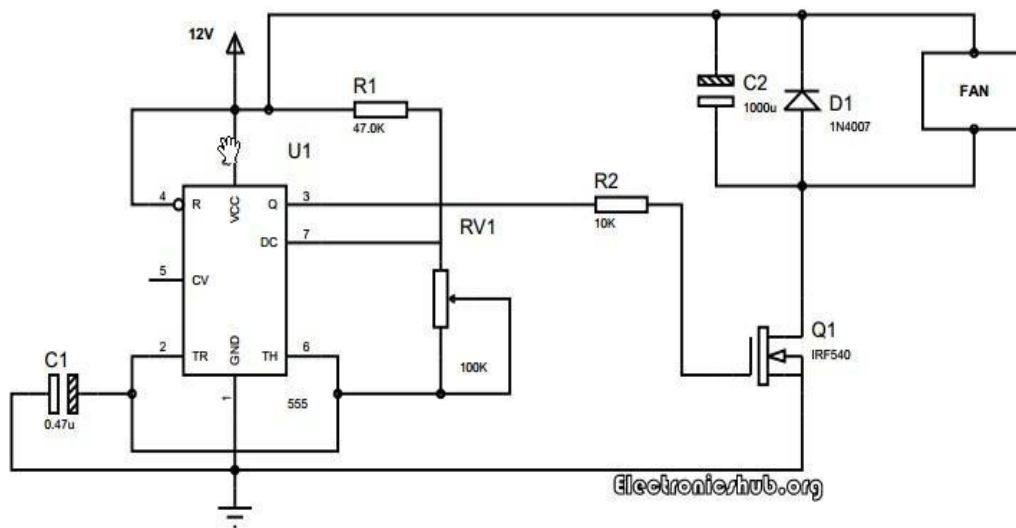 12V
R1
47.0K
U1
C2
1000u
D1
1N4007
FAN
4
R
VCC
Q
3
R2
10K
DC
7
RV1
5
CV
C1
0.47u
2
TR
GND
TH
6
100K
1
555
Q1
IRF540
Electronicshub.org